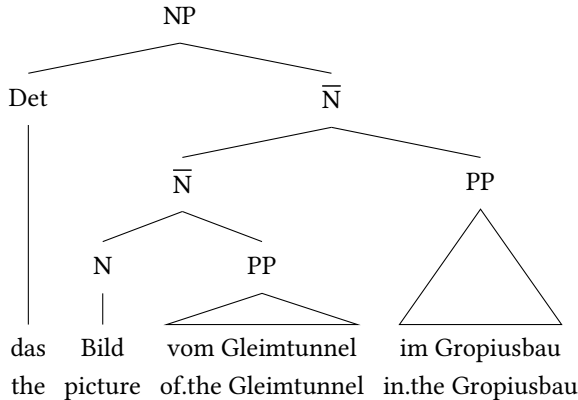 NP
Det N̅
N̅ PP
N PP
das Bild vom Gleimtunnel im Gropiusbau
the picture of.the Gleimtunnel in.the Gropiusbau